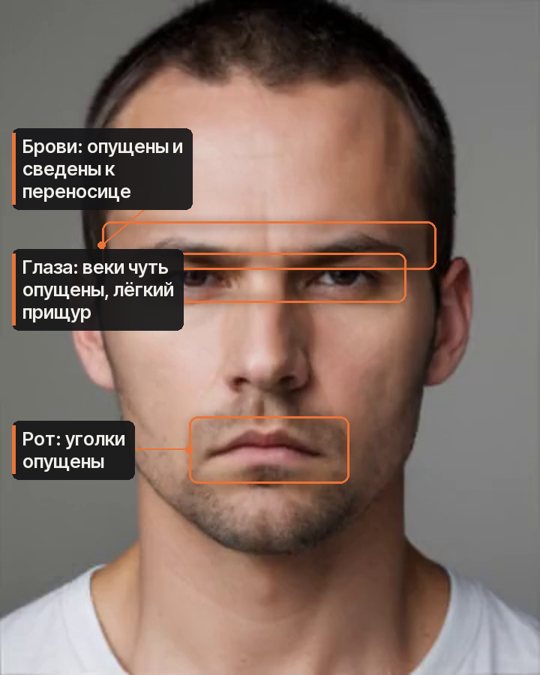 Брови: опущены и
сведены к
переносице
Глаза: веки чуть
опущены, лёгкий
прищур
Рот: уголки
опущены